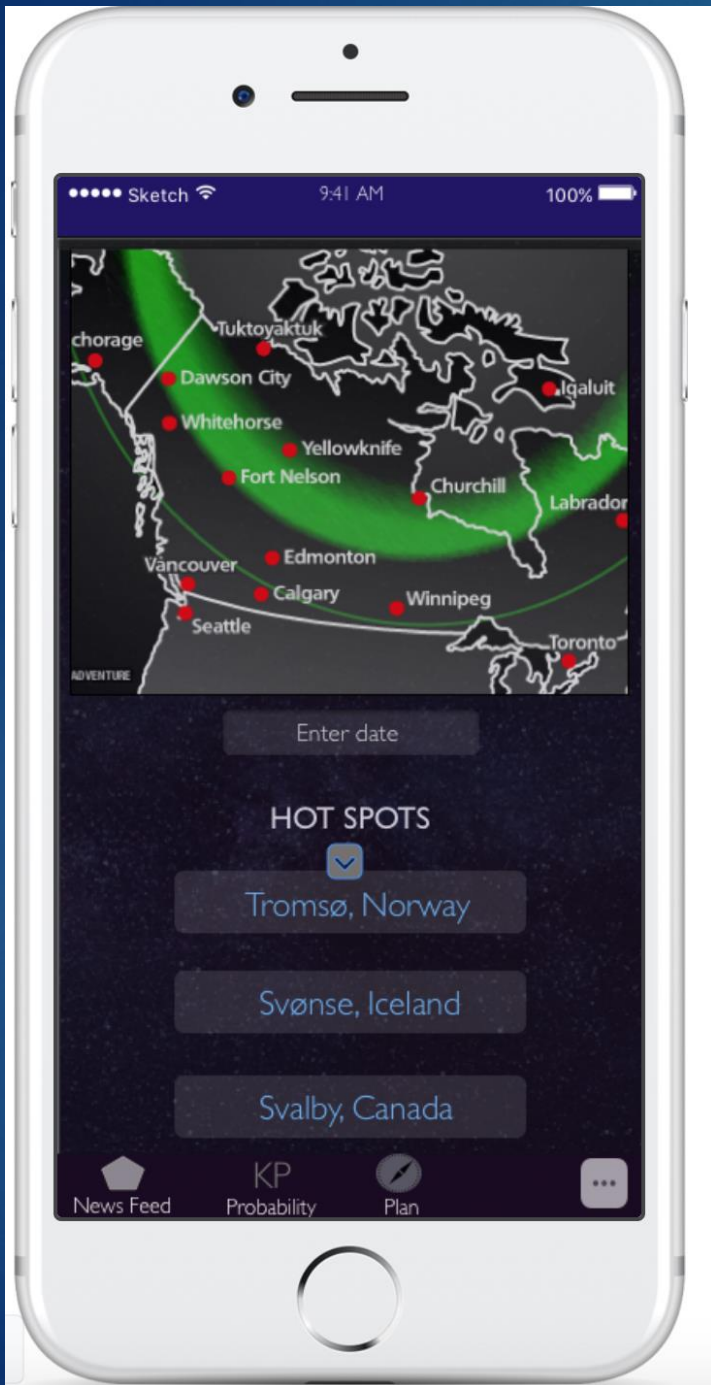 Sketch 9:41 AM 100%
Tuktoyaktuk
chorage
Dawson City
Iqaluit
Whitehorse
Yellowknife
Fort Nelson
Churchill
Labrador
Edmonton
Vancouver
Calgary
Winnipeg
Seattle
Toronto
ADVENTURE
Enter date
HOT SPOTS
Tromsø, Norway
Svønse, Iceland
Svalby, Canada
KP
News Feed Probability Plan